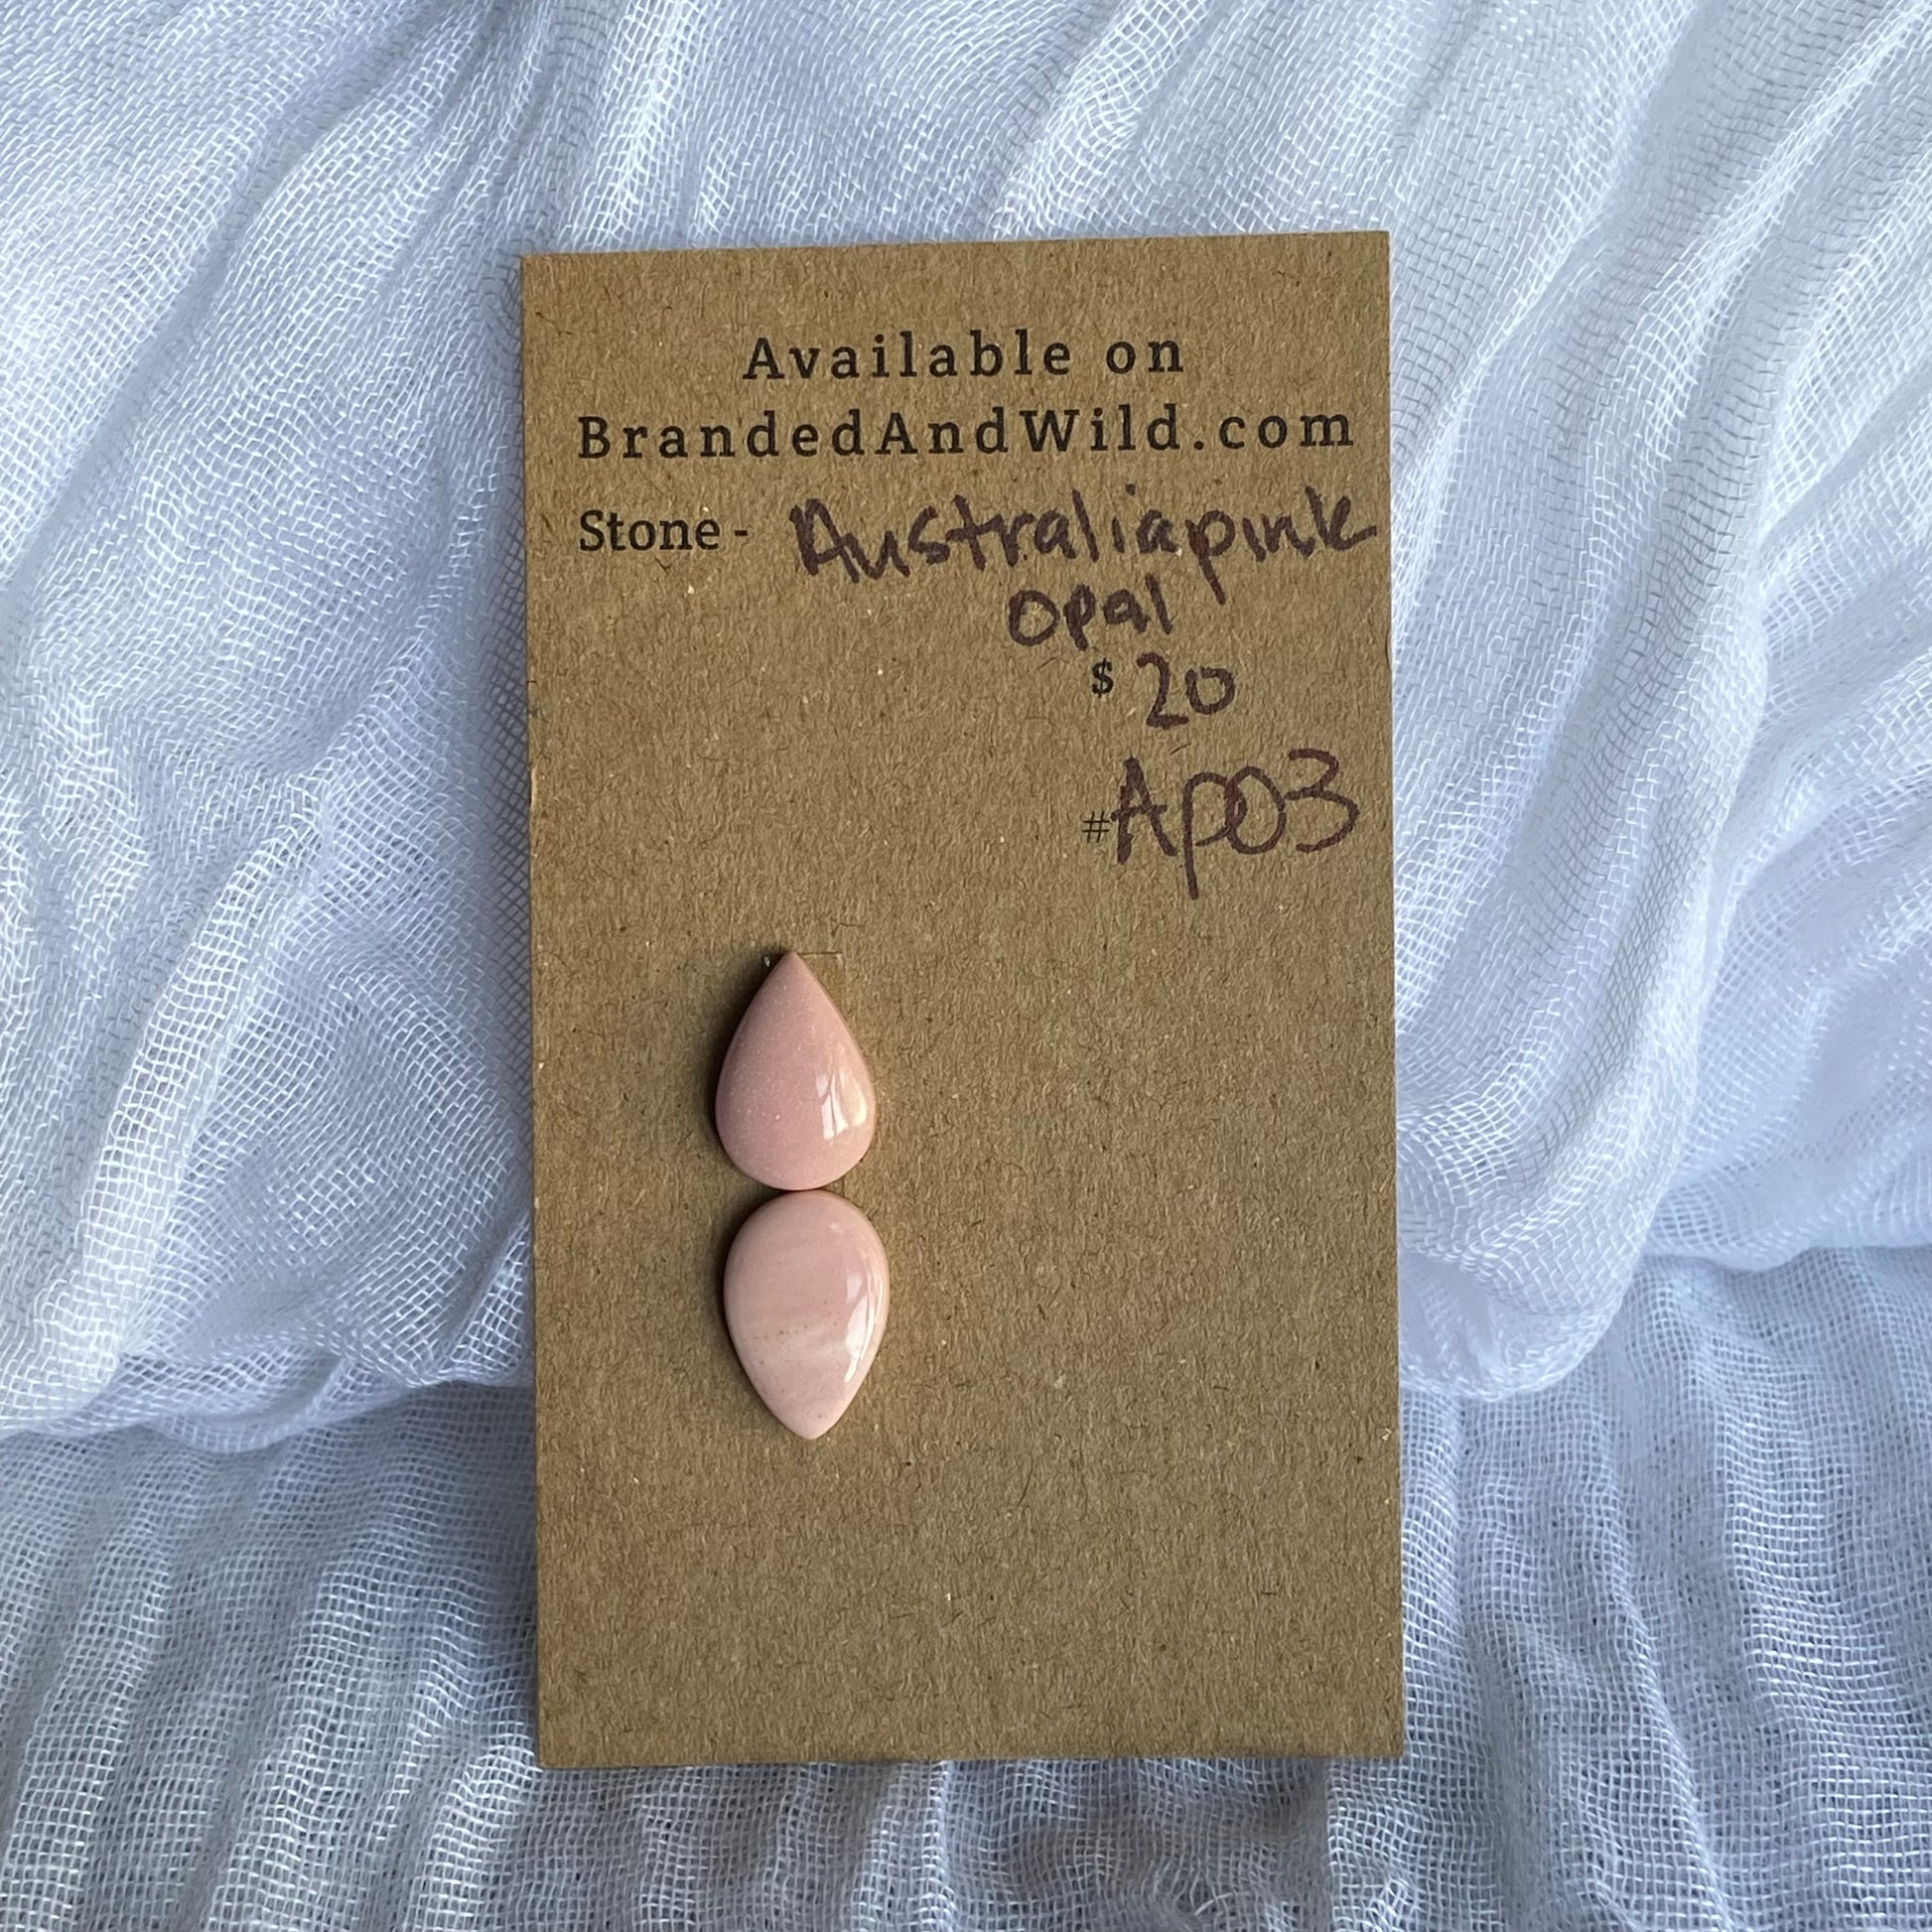 Available on
BrandedAndWild.com
Stone - Australiapink
opal
$ 20
#Ap03